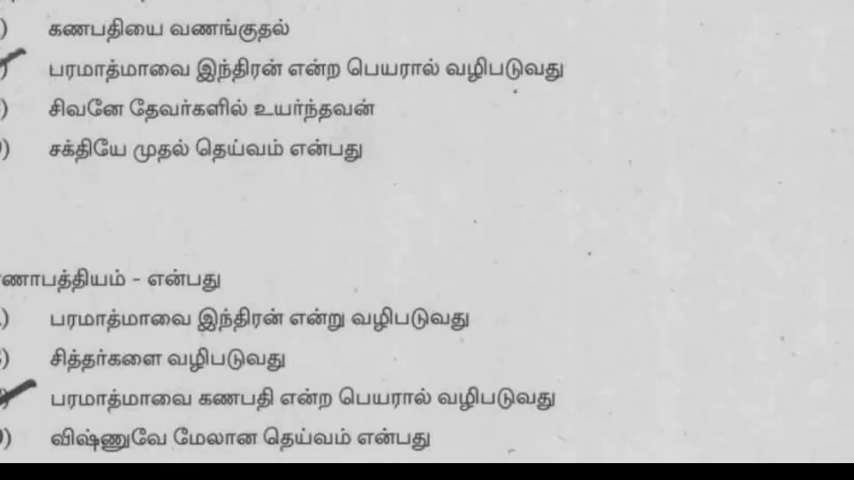 ) கணபதியை வணங்குதல்
) பரமாத்மாவை இந்திரன் என்ற பெயரால் வழிபடுவது
) சிவனே தேவர்களில் உயர்ந்தவன்
) சக்தியே முதல் தெய்வம் என்பது
ணாபத்தியம் - என்பது
) பரமாத்மாவை இந்திரன் என்று வழிபடுவது
) சித்தர்களை வழிபடுவது
) பரமாத்மாவை கணபதி என்ற பெயரால் வழிபடுவது
) விஷ்ணுவே மேலான தெய்வம் என்பது